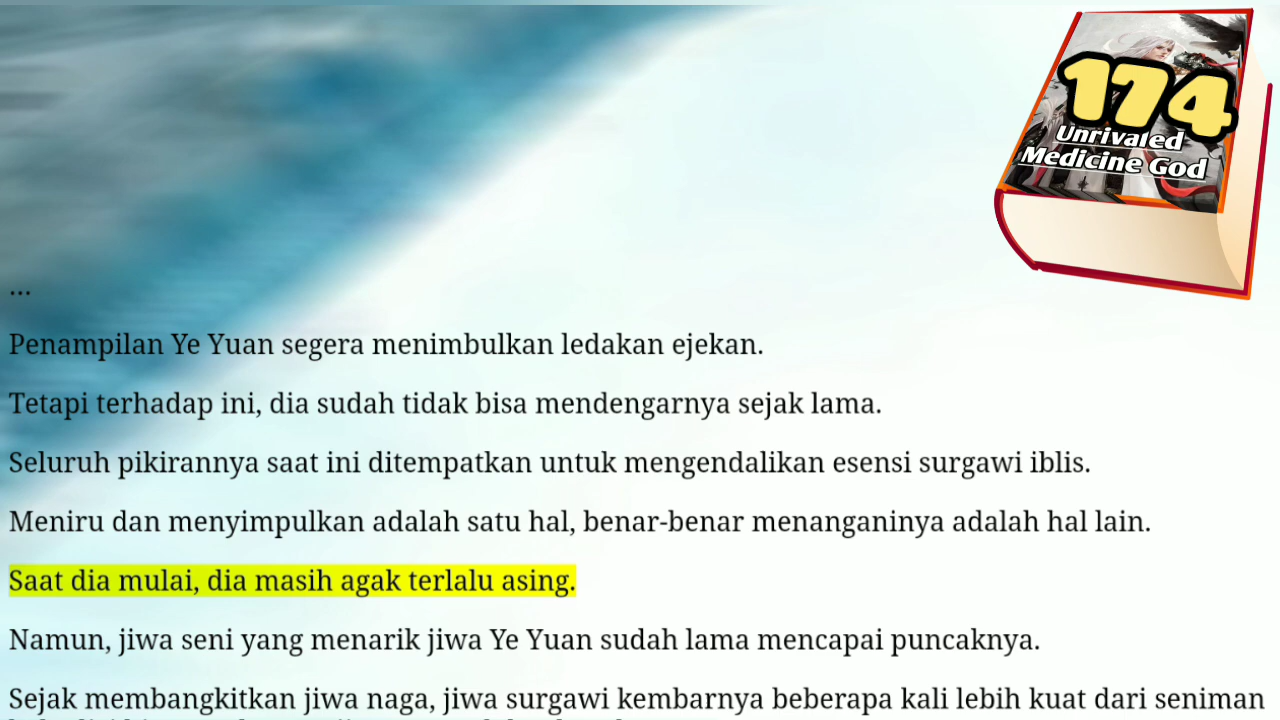 174
Unrivaled
Medicine God
...
Penampilan Ye Yuan segera menimbulkan ledakan ejekan.
Tetapi terhadap ini, dia sudah tidak bisa mendengarnya sejak lama.
Seluruh pikirannya saat ini ditempatkan untuk mengendalikan esensi surgawi iblis.
Meniru dan menyimpulkan adalah satu hal, benar-benar menanganinya adalah hal lain.
Saat dia mulai, dia masih agak terlalu asing.
Namun, jiwa seni yang menarik jiwa Ye Yuan sudah lama mencapai puncaknya.
Sejak membangkitkan jiwa naga, jiwa surgawi kembarnya beberapa kali lebih kuat dari seniman